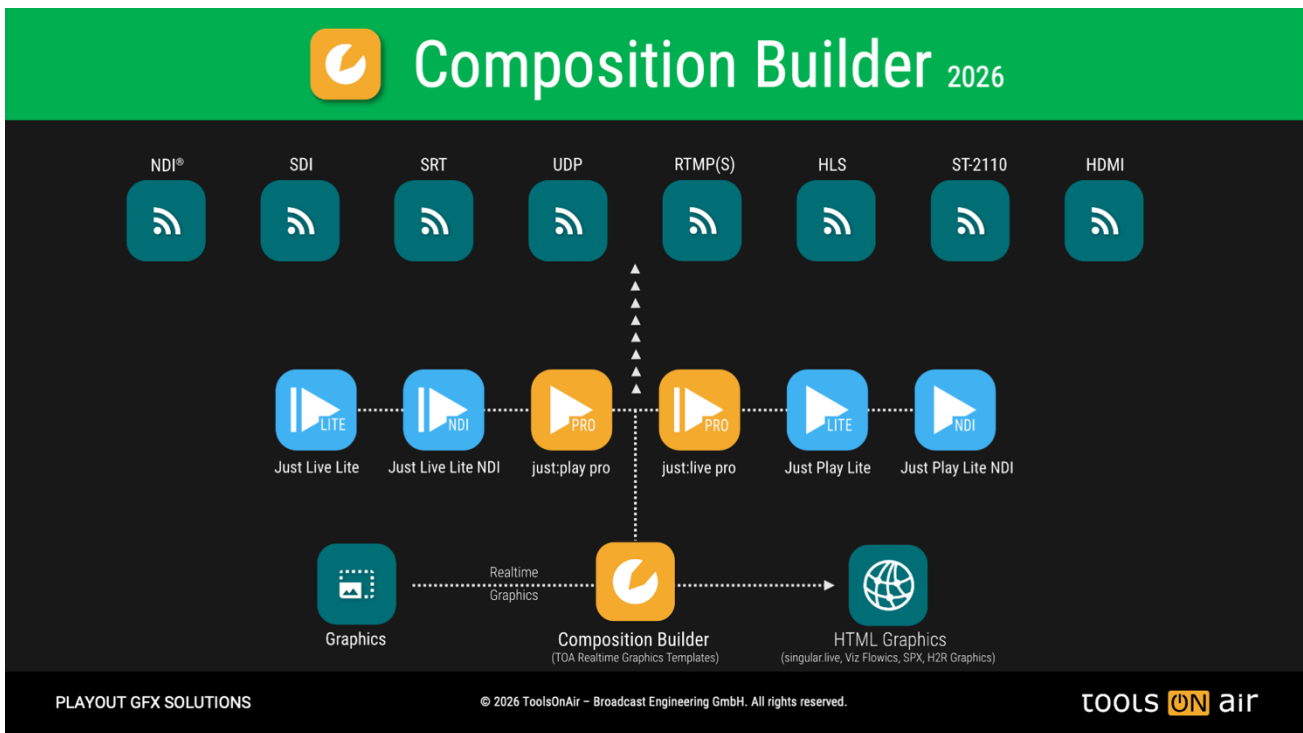 Composition Builder 2026
NDI®
SDI
SRT
UDP
RTMP(S)
HLS
ST-2110
HDMI
LITE
NDI
PRO
PRO
LITE
NDI
Just Live Lite
Just Live Lite NDI
just:play pro
just:live pro
Just Play Lite
Just Play Lite NDI
Realtime
Graphics
Graphics
Composition Builder
(TOA Realtime Graphics Templates)
HTML Graphics
(singular.live, Viz Flowics, SPX, H2R Graphics)
PLAYOUT GFX SOLUTIONS
© 2026 ToolsOnAir – Broadcast Engineering GmbH. All rights reserved.
TOOLS ON AIR